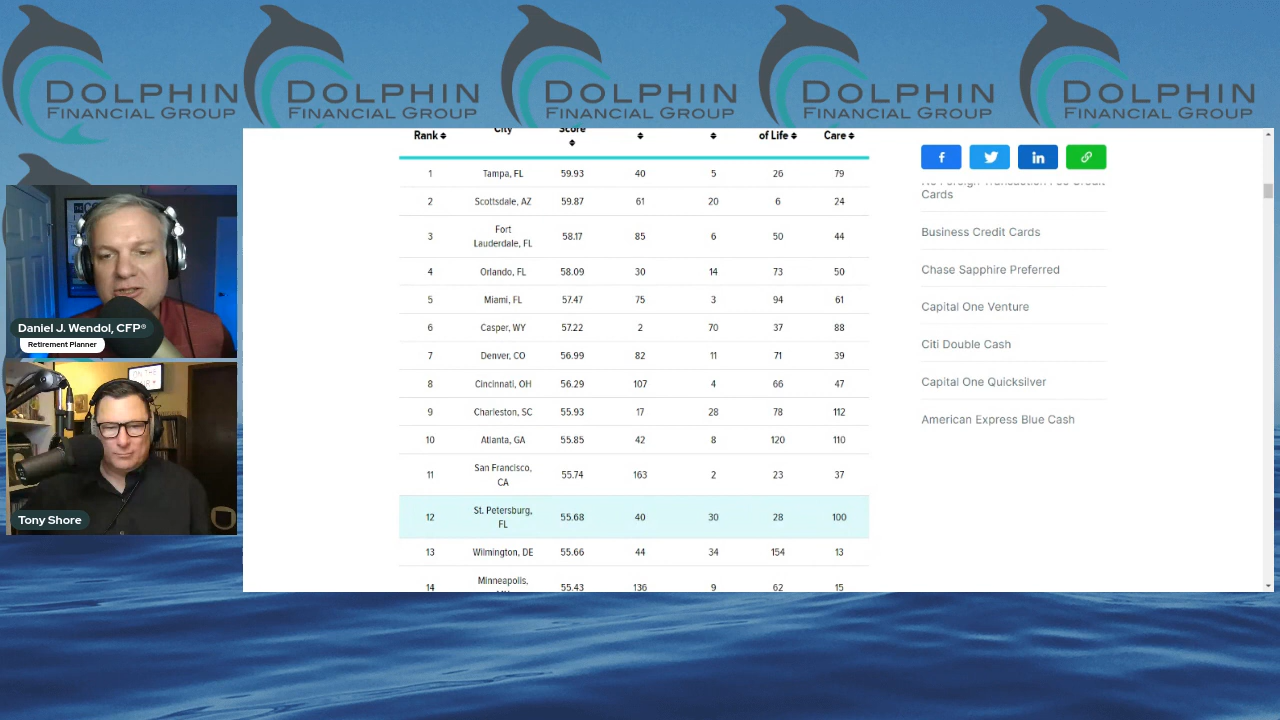 DOLPHIN
FINANCIAL GROUP
DOLPHIN
FINANCIAL GROUP
DOLPHIN
FINANCIAL GROUP
DOLPHIN
FINANCIAL GROUP
DOLPHIN
FINANCIAL GROUP
Daniel J. Wendol, CFP®
Retirement Planner
ON THE
Tony Shore
Rank City Score of Life Care
1 Tampa, FL 59.93 40 5 26 79
2 Scottsdale, AZ 59.87 61 20 6 24
3 Fort Lauderdale, FL 58.17 85 6 50 44
4 Orlando, FL 58.09 30 14 73 50
5 Miami, FL 57.47 75 3 94 61
6 Casper, WY 57.22 2 70 37 88
7 Denver, CO 56.99 82 11 71 39
8 Cincinnati, OH 56.29 107 4 66 47
9 Charleston, SC 55.93 17 28 78 112
10 Atlanta, GA 55.85 42 8 120 110
11 San Francisco, CA 55.74 163 2 23 37
12 St. Petersburg, FL 55.68 40 30 28 100
13 Wilmington, DE 55.66 44 34 154 13
14 Minneapolis, 55.43 136 9 62 15
No Foreign Transaction Fee Credit
Cards
Business Credit Cards
Chase Sapphire Preferred
Capital One Venture
Citi Double Cash
Capital One Quicksilver
American Express Blue Cash